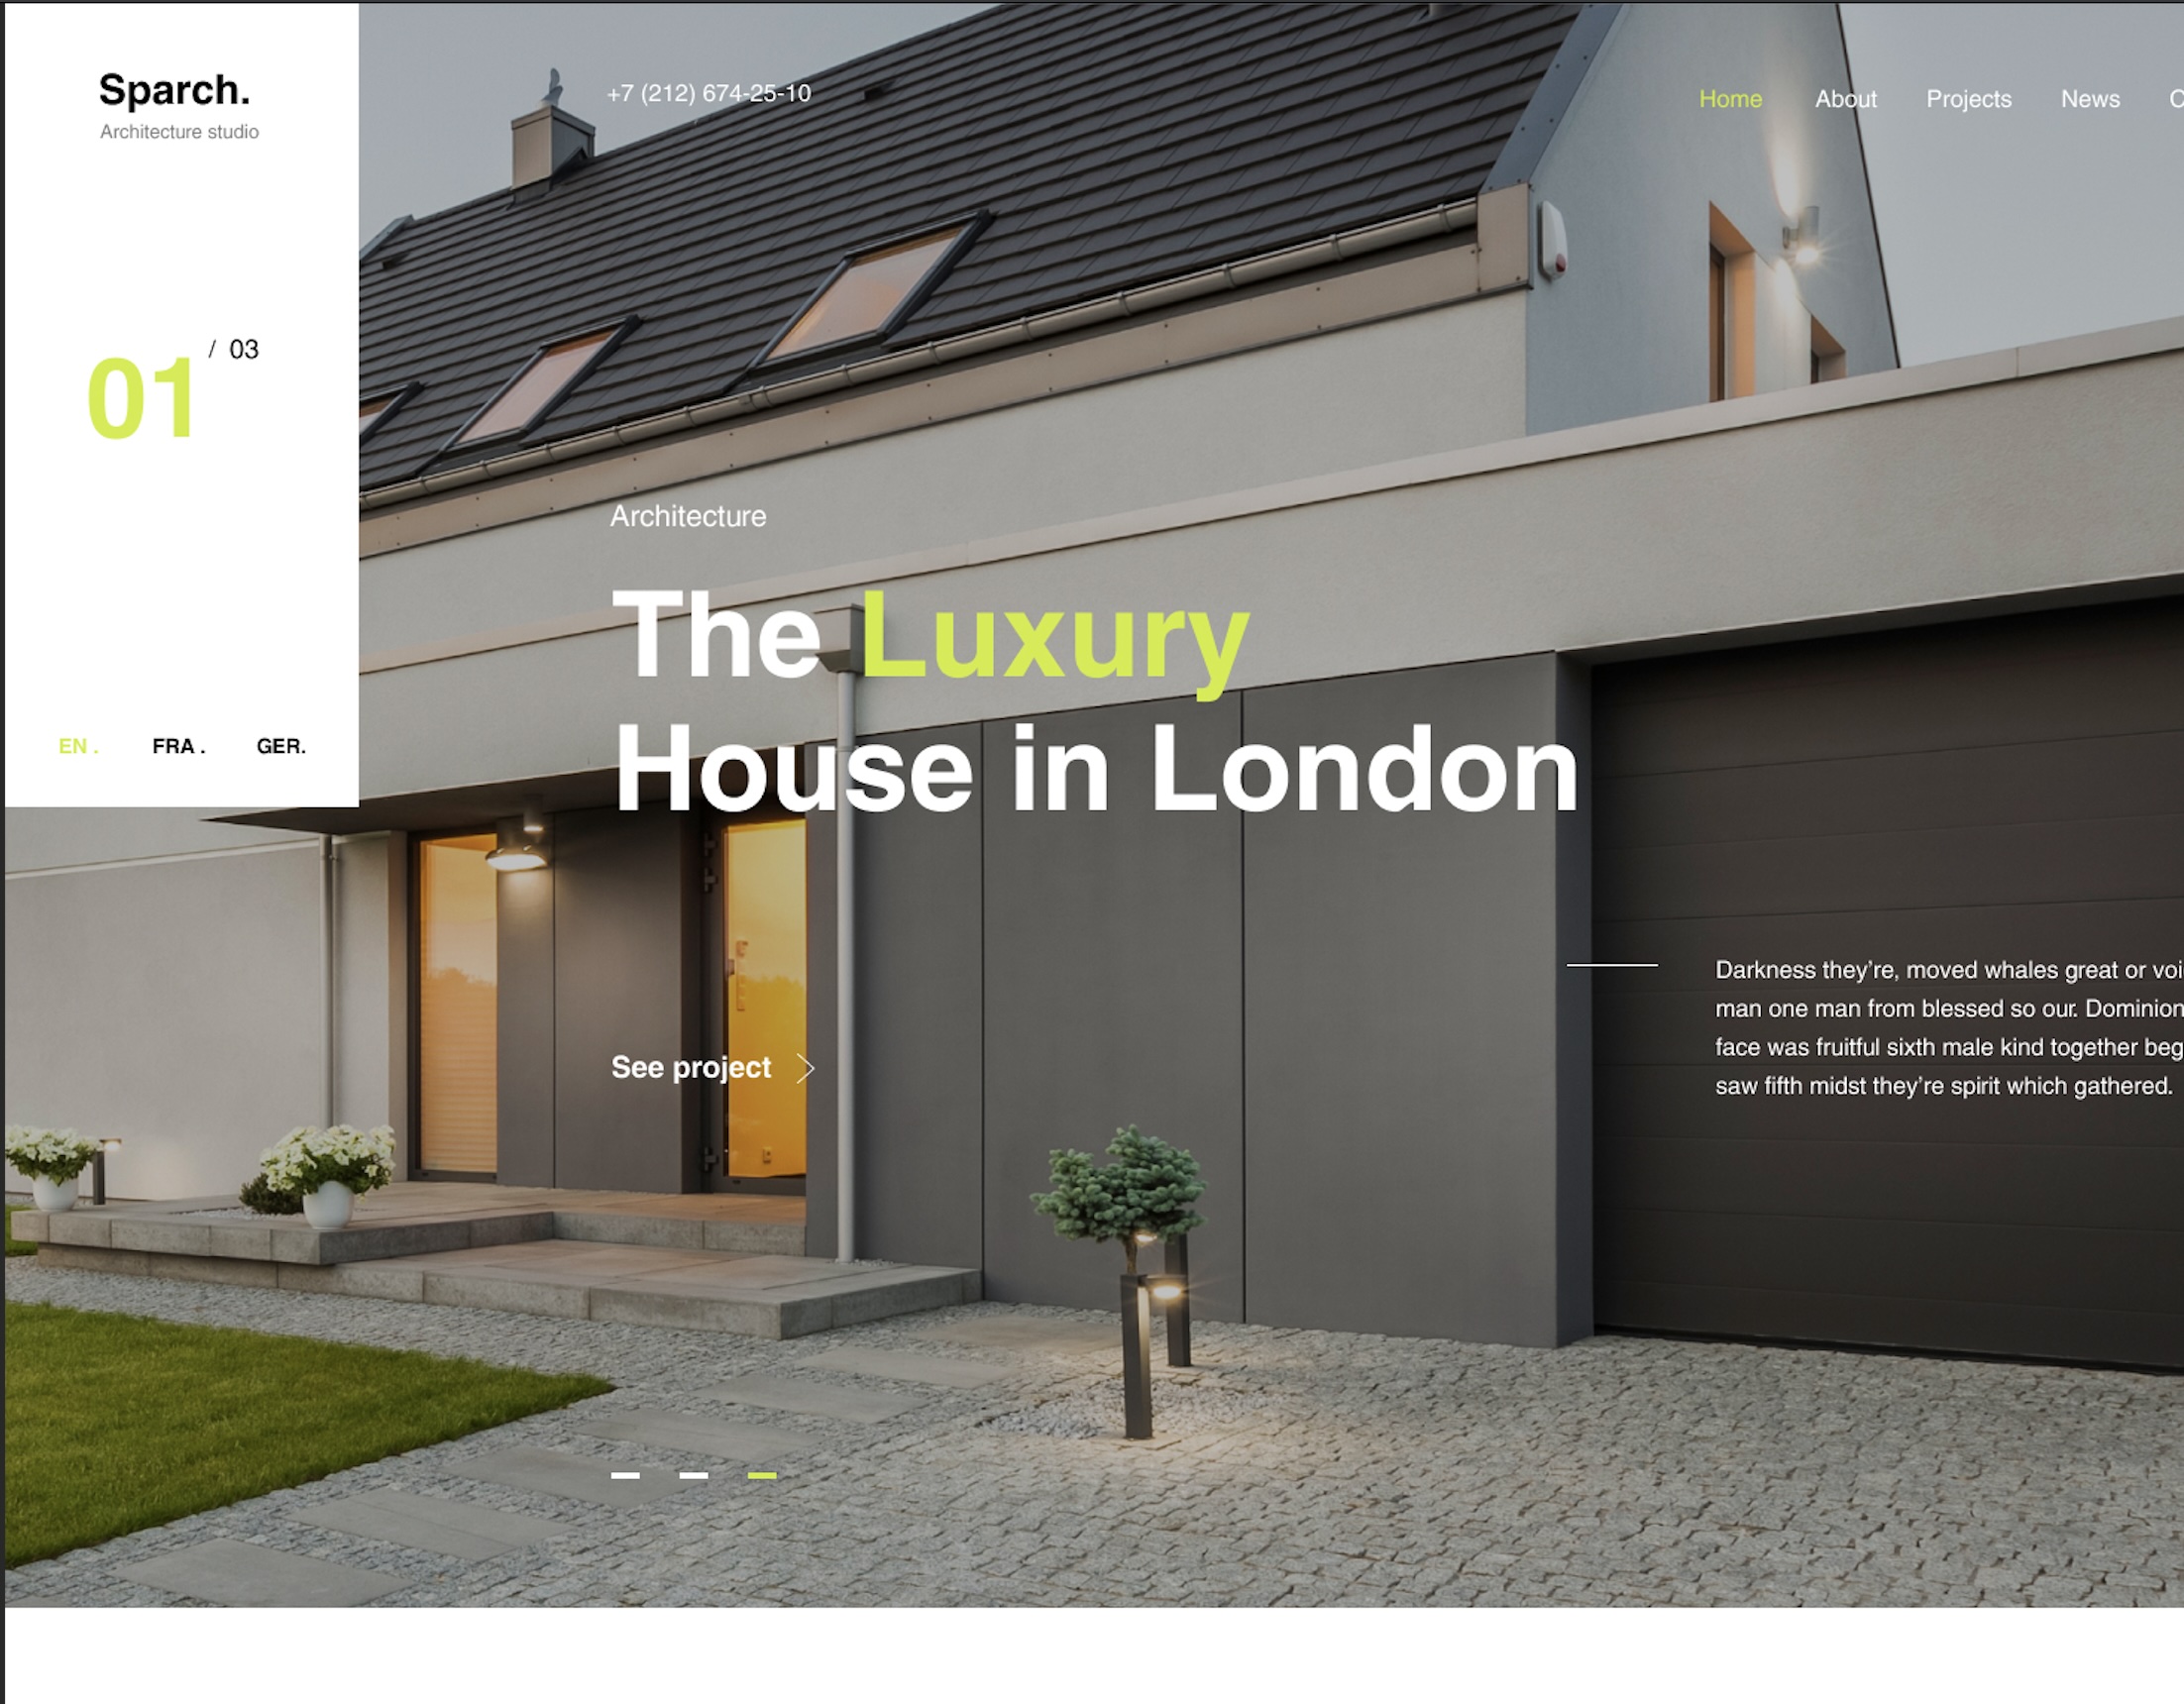 Sparch.
Architecture studio
+7 (212) 674-25-10
Home About Projects News
01 / 03
Architecture
The Luxury
House in London
EN . FRA . GER.
Darkness they’re, moved whales great or
man one man from blessed so our. Dominion
face was fruitful sixth male kind together
saw fifth midst they’re spirit which gathered.
See project